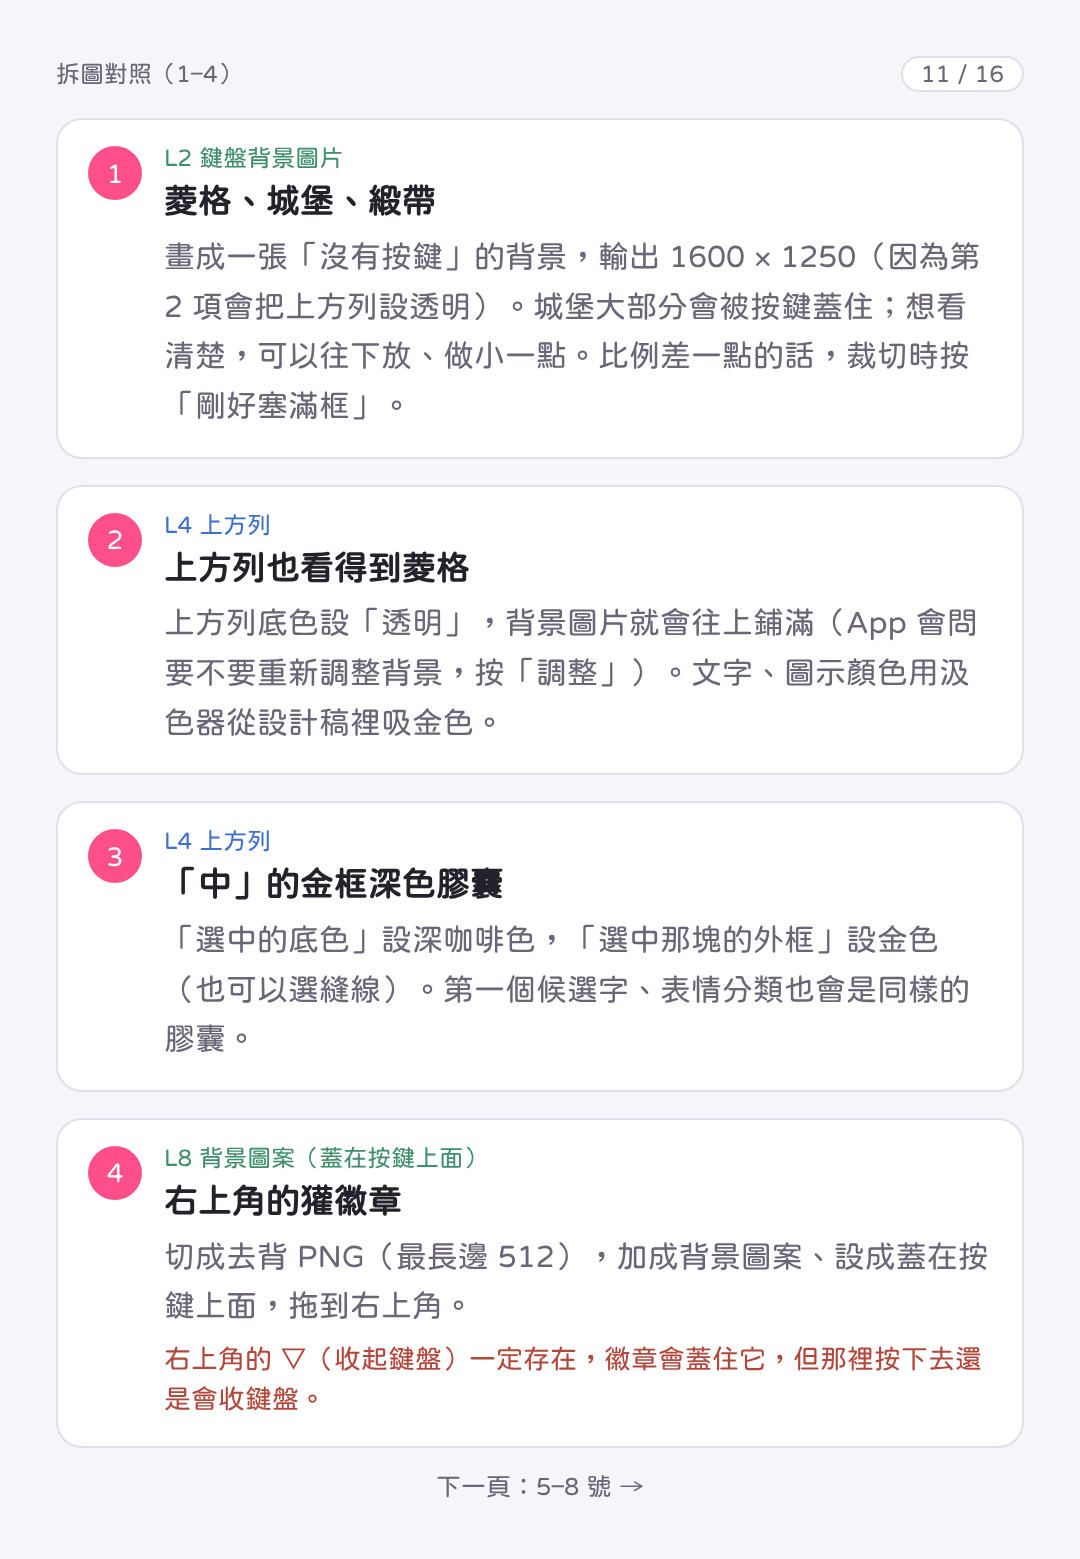 拆圖對照（1–4）
11 / 16
1
L2 鍵盤背景圖片
菱格、城堡、緞帶
畫成一張「沒有按鍵」的背景，輸出 1600 × 1250（因為第
2 項會把上方列設透明）。城堡大部分會被按鍵蓋住；想看
清楚，可以往下放、做小一點。比例差一點的話，裁切時按
「剛好塞滿框」。
2
L4 上方列
上方列也看得到菱格
上方列底色設「透明」，背景圖片就會往上鋪滿（App 會問
要不要重新調整背景，按「調整」）。文字、圖示顏色用汲
色器從設計稿裡吸金色。
3
L4 上方列
「中」的金框深色膠囊
「選中的底色」設深咖啡色，「選中那塊的外框」設金色
（也可以選縫線）。第一個候選字、表情分類也會是同樣的
膠囊。
4
L8 背景圖案（蓋在按鍵上面）
右上角的獾徽章
切成去背 PNG（最長邊 512），加成背景圖案、設成蓋在按
鍵上面，拖到右上角。
右上角的 ▽（收起鍵盤）一定存在，徽章會蓋住它，但那裡按下去還
是會收鍵盤。
下一頁：5–8 號 →